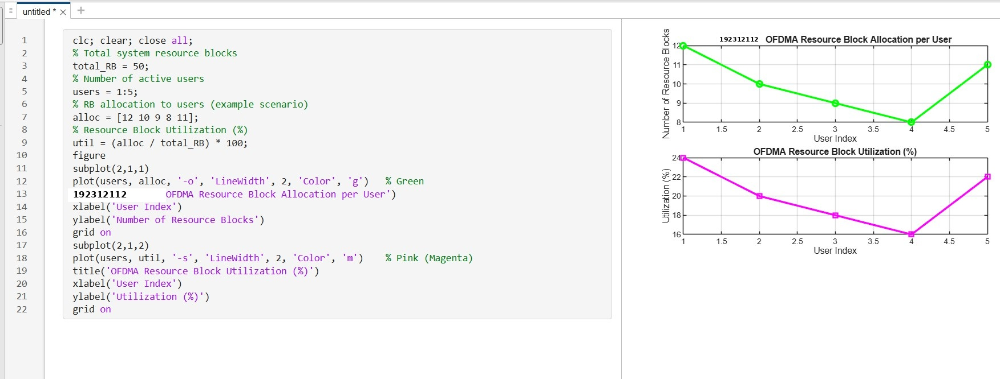 untitled *
1 clc; clear; close all;
2 % Total system resource blocks
3 total_RB = 50;
4 % Number of active users
5 users = 1:5;
6 % RB allocation to users (example scenario)
7 alloc = [12 10 9 8 11];
8 % Resource Block Utilization (%)
9 util = (alloc / total_RB) * 100;
10 figure
11 subplot(2,1,1)
12 plot(users, alloc, '-o', 'LineWidth', 2, 'Color', 'g')   % Green
13 192312112 OFDMA Resource Block Allocation per User')
14 xlabel('User Index')
15 ylabel('Number of Resource Blocks')
16 grid on
17 subplot(2,1,2)
18 plot(users, util, '-s', 'LineWidth', 2, 'Color', 'm')    % Pink (Magenta)
19 title('OFDMA Resource Block Utilization (%)')
20 xlabel('User Index')
21 ylabel('Utilization (%)')
22 grid on
192312112 OFDMA Resource Block Allocation per User
Number of Resource Blocks
12
11
10
9
8
1 1.5 2 2.5 3 3.5 4 4.5 5
User Index
OFDMA Resource Block Utilization (%)
Utilization (%)
24
22
20
18
16
1 1.5 2 2.5 3 3.5 4 4.5 5
User Index